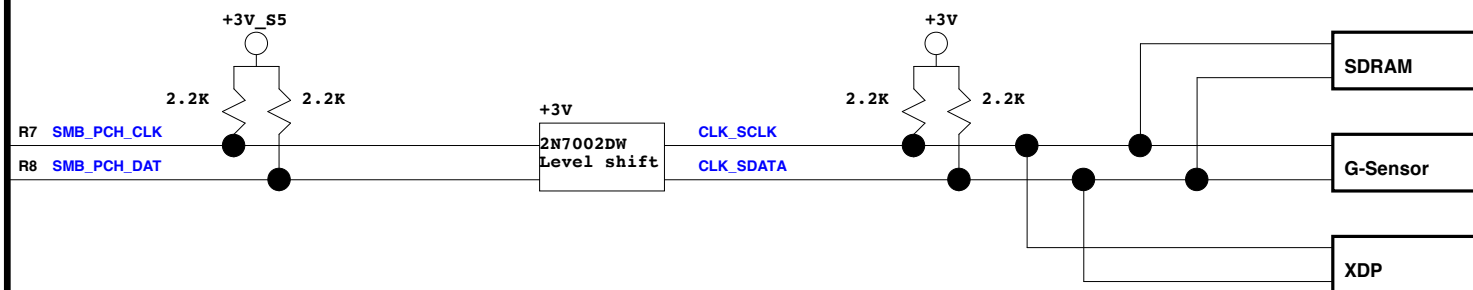 +3V_S5
+3V
SDRAM
2.2K
2.2K
2.2K
2.2K
+3V
R7 SMB_PCH_CLK
CLK_SCLK
2N7002DW
Level shift
R8 SMB_PCH_DAT
CLK_SDATA
G-Sensor
XDP